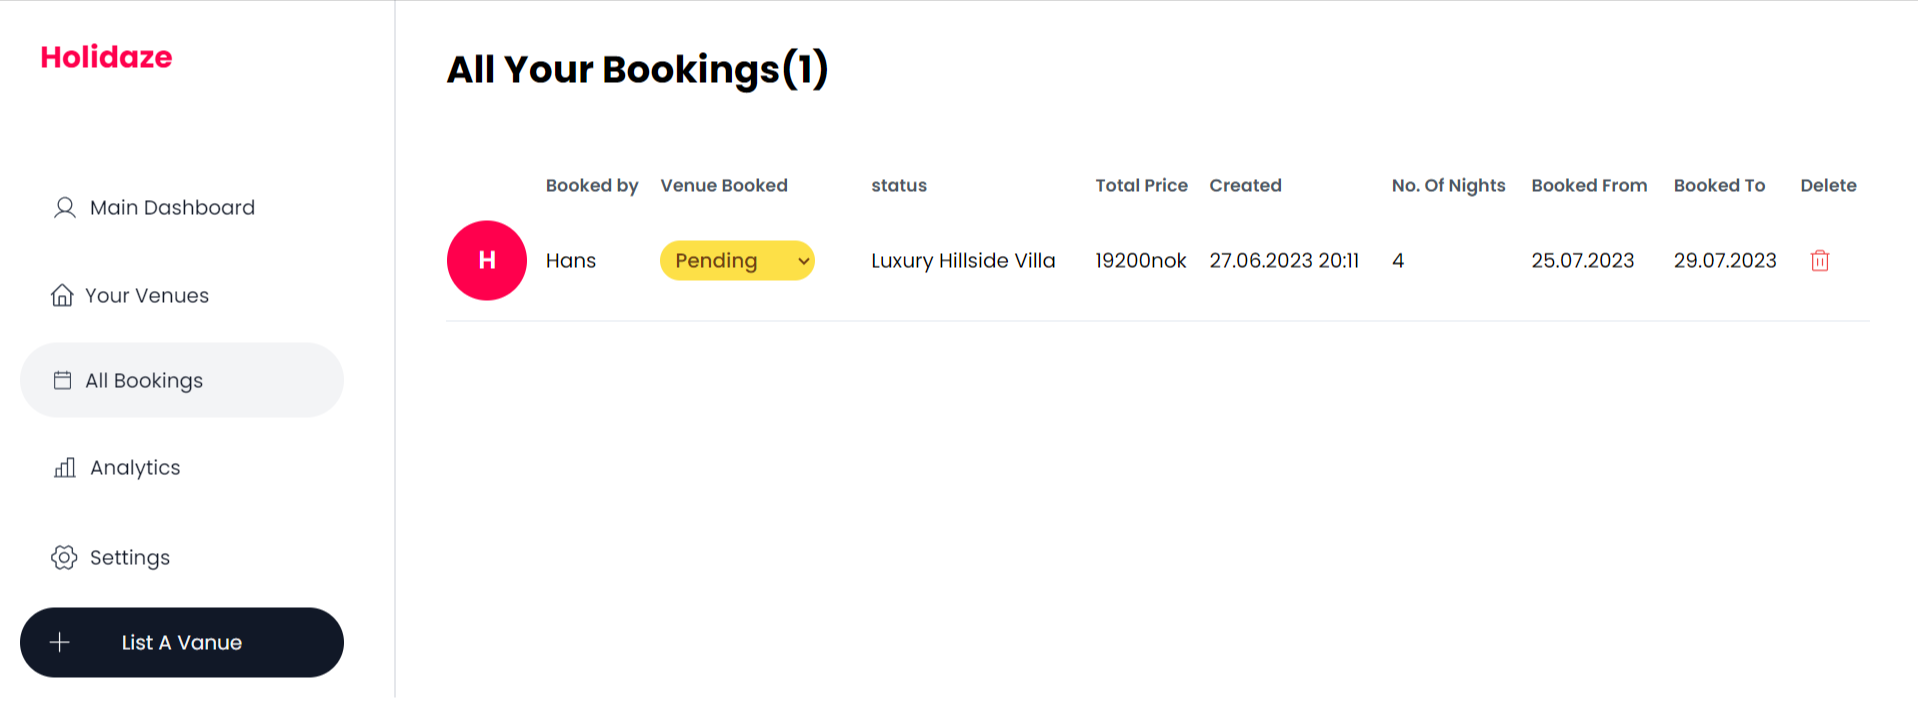 Holidaze
Main Dashboard
Your Venues
All Bookings
Analytics
Settings
List A Vanue
All Your Bookings(1)
Booked by Venue Booked status Total Price Created No. Of Nights Booked From Booked To Delete
H Hans Pending Luxury Hillside Villa 19200nok 27.06.2023 20:11 4 25.07.2023 29.07.2023